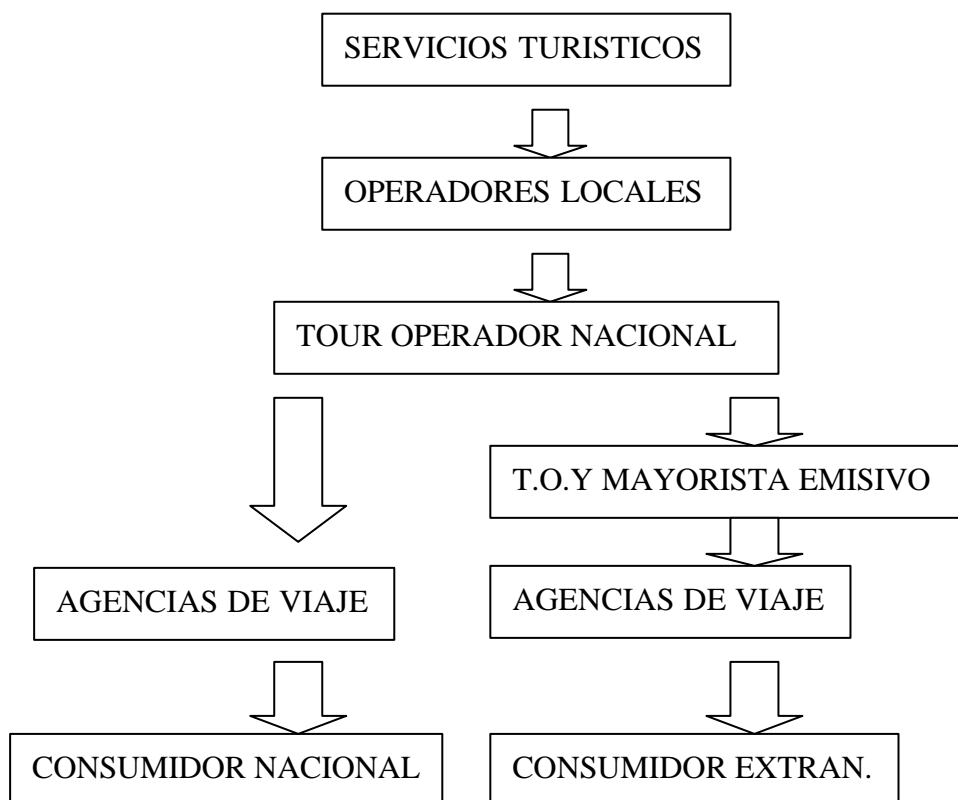 SERVICIOS TURISTICOS
OPERADORES LOCALES
TOUR OPERADOR NACIONAL
T.O.Y MAYORISTA EMISIVO
AGENCIAS DE VIAJE
AGENCIAS DE VIAJE
CONSUMIDOR NACIONAL
CONSUMIDOR EXTRAN.